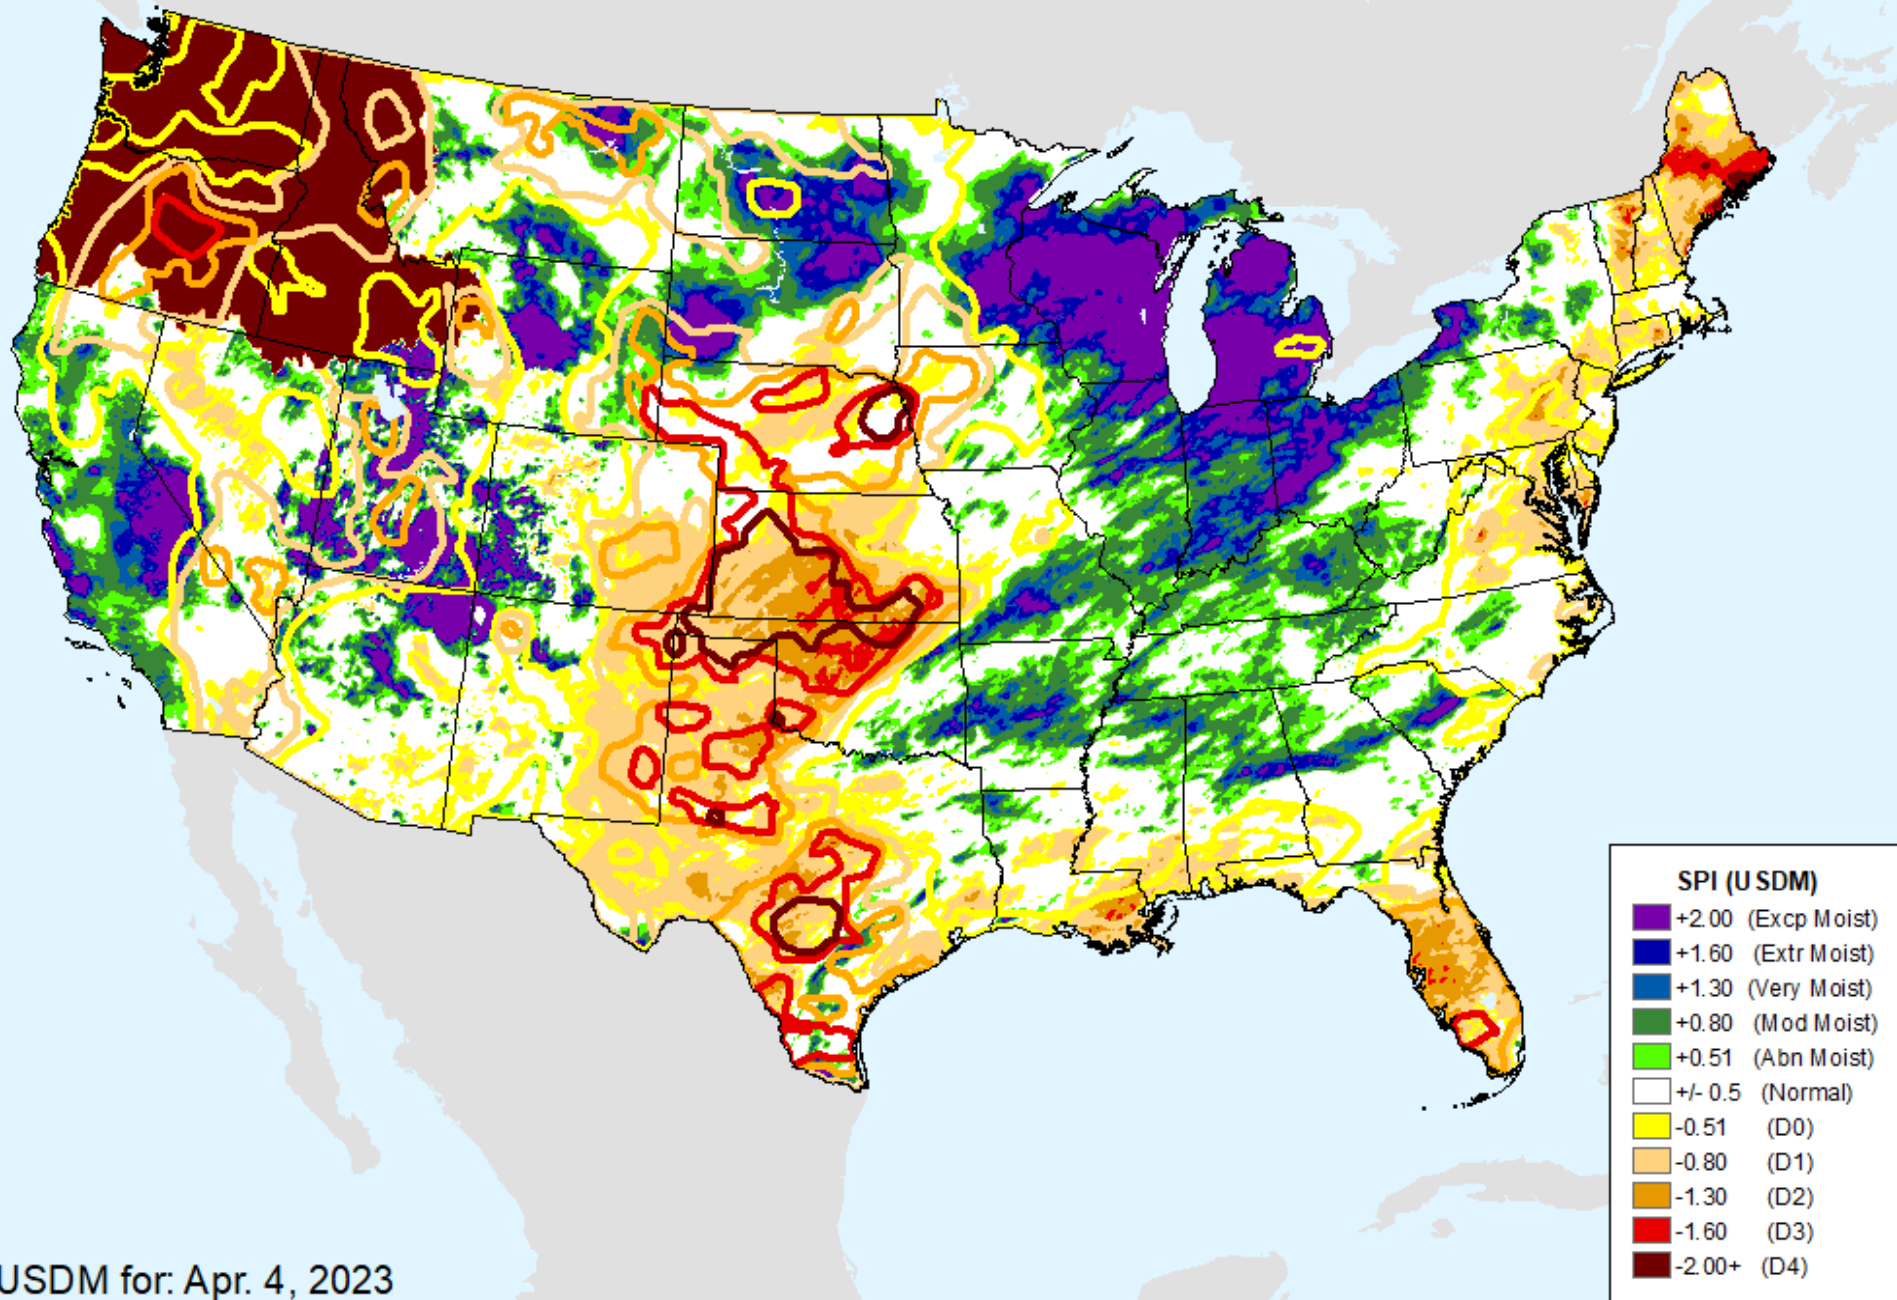 SPI (USDM)
+2.00 (Excp Moist)
+1.60 (Extr Moist)
+1.30 (Very Moist)
+0.80 (Mod Moist)
+0.51 (Abn Moist)
+/- 0.5 (Normal)
-0.51 (D0)
-0.80 (D1)
-1.30 (D2)
-1.60 (D3)
-2.00+ (D4)
USDM for: Apr. 4, 2023